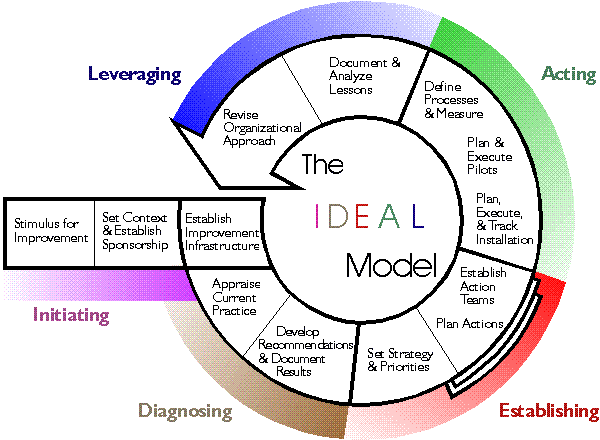 Leveraging
Acting
Document &
Analyze
Lessons
Define
Processes
& Measure
Revise
Organizational
Approach
Plan &
Execute
Pilots
The
IDEAL
Model
Plan,
Execute,
& Track
Installation
Stimulus for
Improvement
Set Context
& Establish
Sponsorship
Establish
Improvement
Infrastructure
Establish
Action
Teams
Appraise
Current
Practice
Plan Actions
Initiating
Develop
Recommendations
& Document
Results
Set Strategy
& Priorities
Diagnosing
Establishing